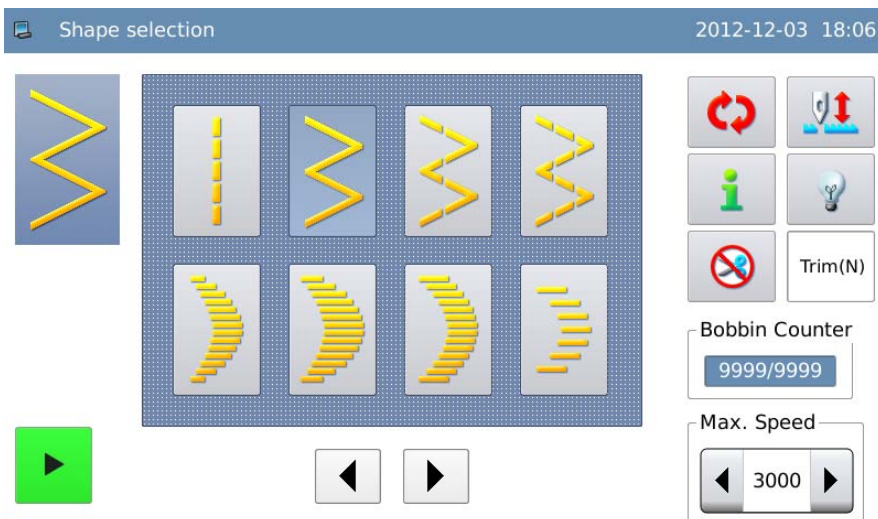 Shape selection
2012-12-03 18:06
Trim(N)
Bobbin Counter
9999/9999
Max. Speed
3000